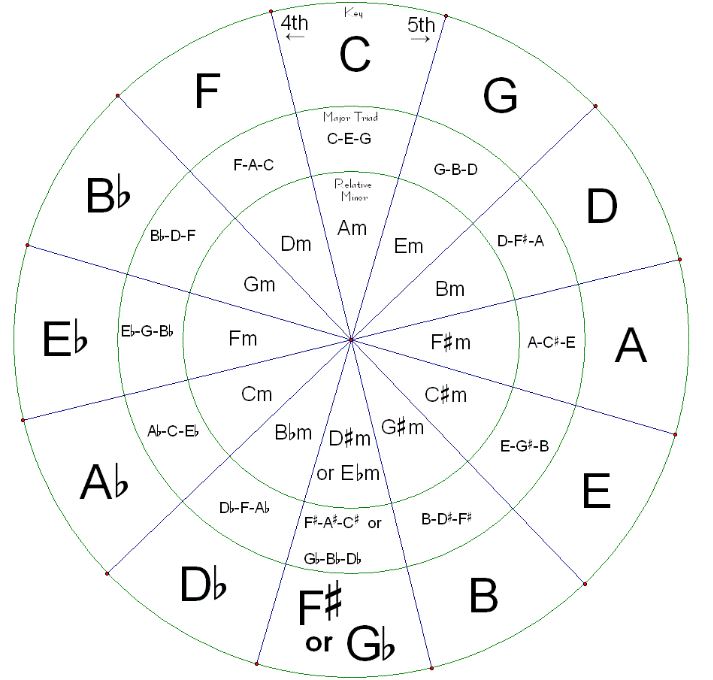 4th
←
Key
5th
→
C
G
D
A
E
B
F♯
or G♭
D♭
A♭
E♭
B♭
F
Major Triad
C-E-G
G-B-D
D-F♯-A
A-C♯-E
E-G♯-B
B-D♯-F♯
F♯-A♯-C♯ or
G♭-B♭-D♭
D♭-F-A♭
A♭-C-E♭
E♭-G-B♭
B♭-D-F
F-A-C
Relative
Minor
Am
Em
Bm
F♯m
C♯m
G♯m
D♯m
or E♭m
B♭m
Cm
Fm
Gm
Dm